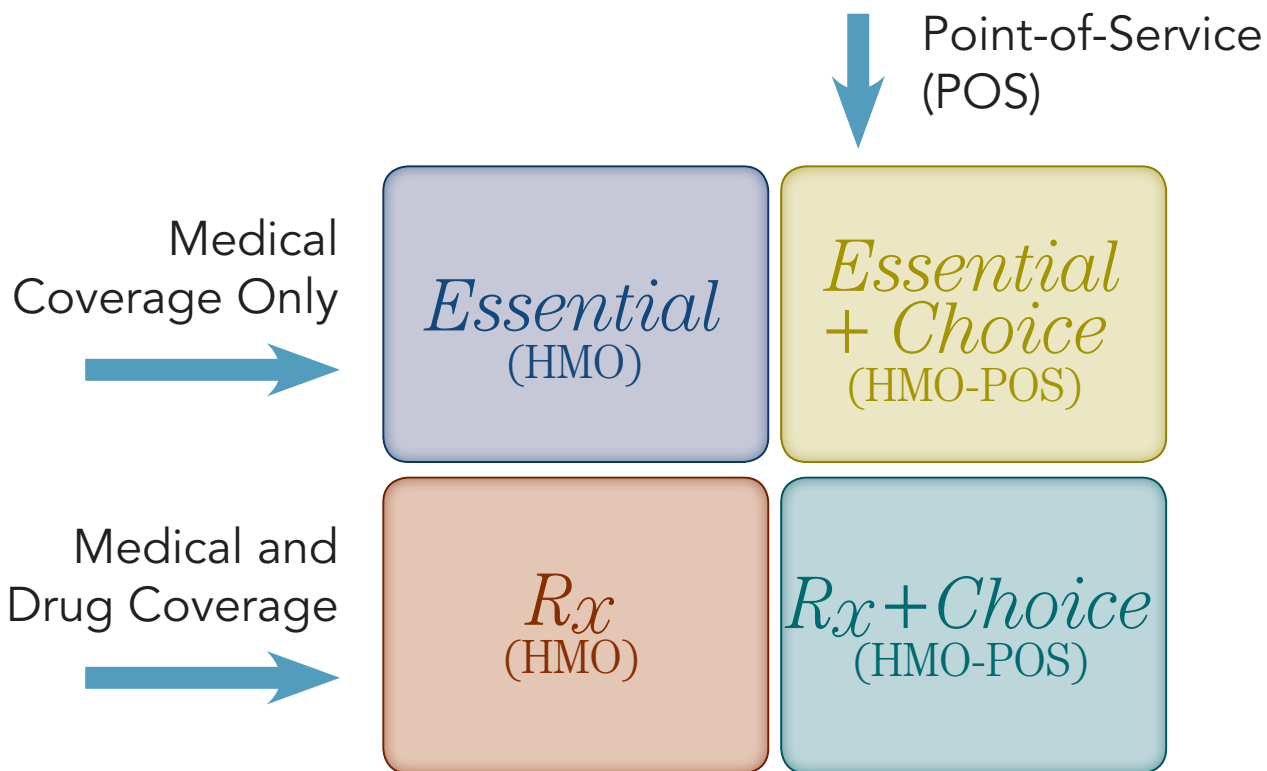 Point-of-Service
(POS)
Medical
Coverage Only
Essential
(HMO)
Essential
+ Choice
(HMO-POS)
Medical and
Drug Coverage
Rx
(HMO)
Rx+Choice
(HMO-POS)